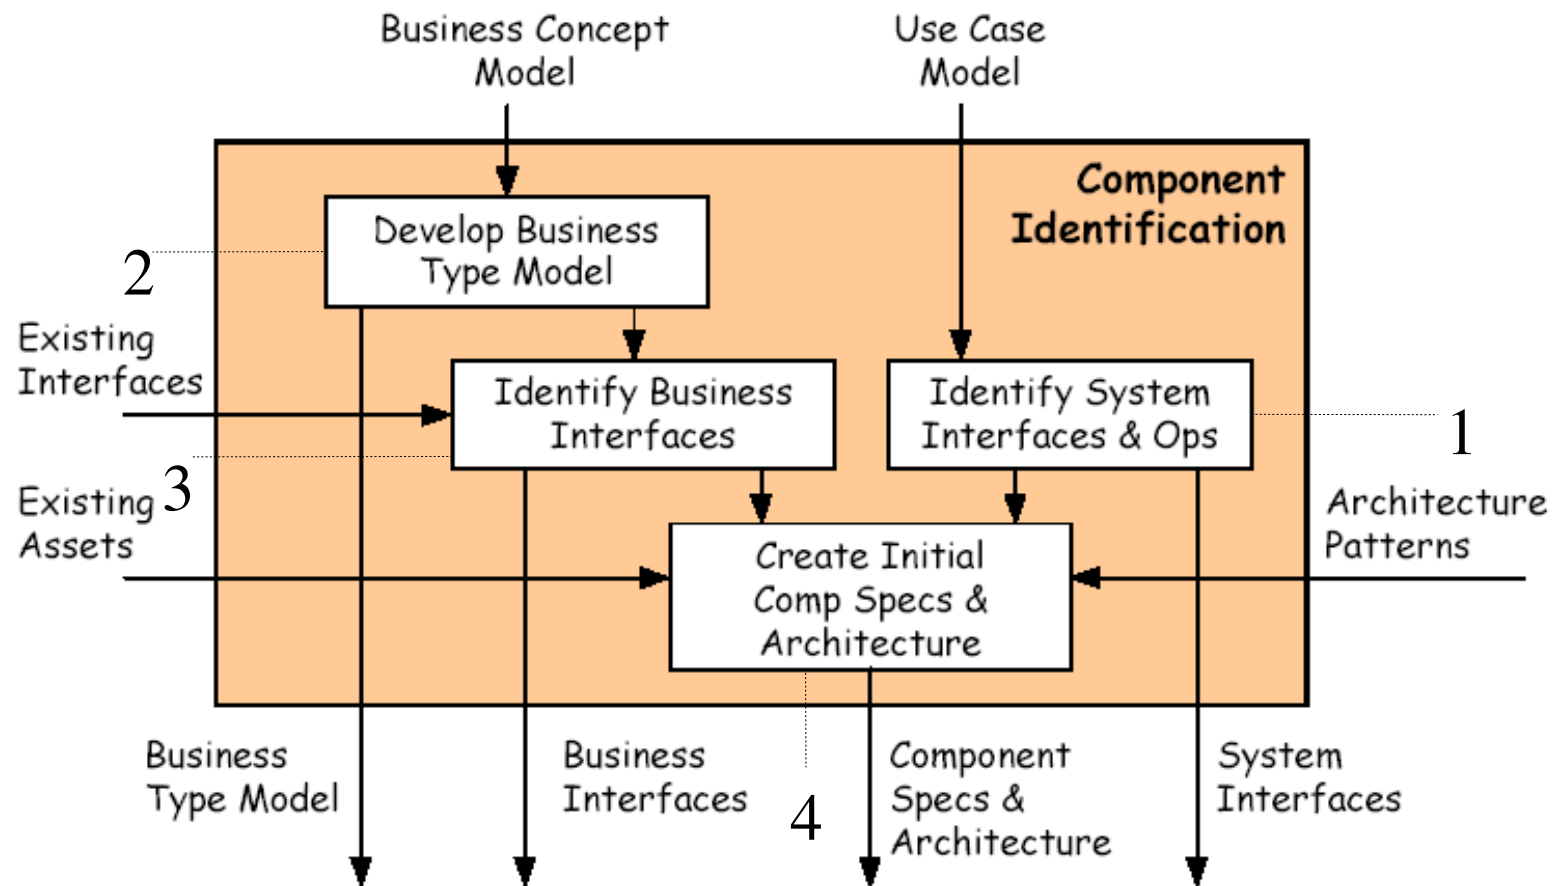 Business Concept
Model
Use Case
Model
Component
Identification
Develop Business
Type Model
2
Existing
Interfaces
Identify Business
Interfaces
Identify System
Interfaces & Ops
1
3
Existing
Assets
Architecture
Patterns
Create Initial
Comp Specs &
Architecture
Business
Type Model
Business
Interfaces
4
Component
Specs &
Architecture
System
Interfaces